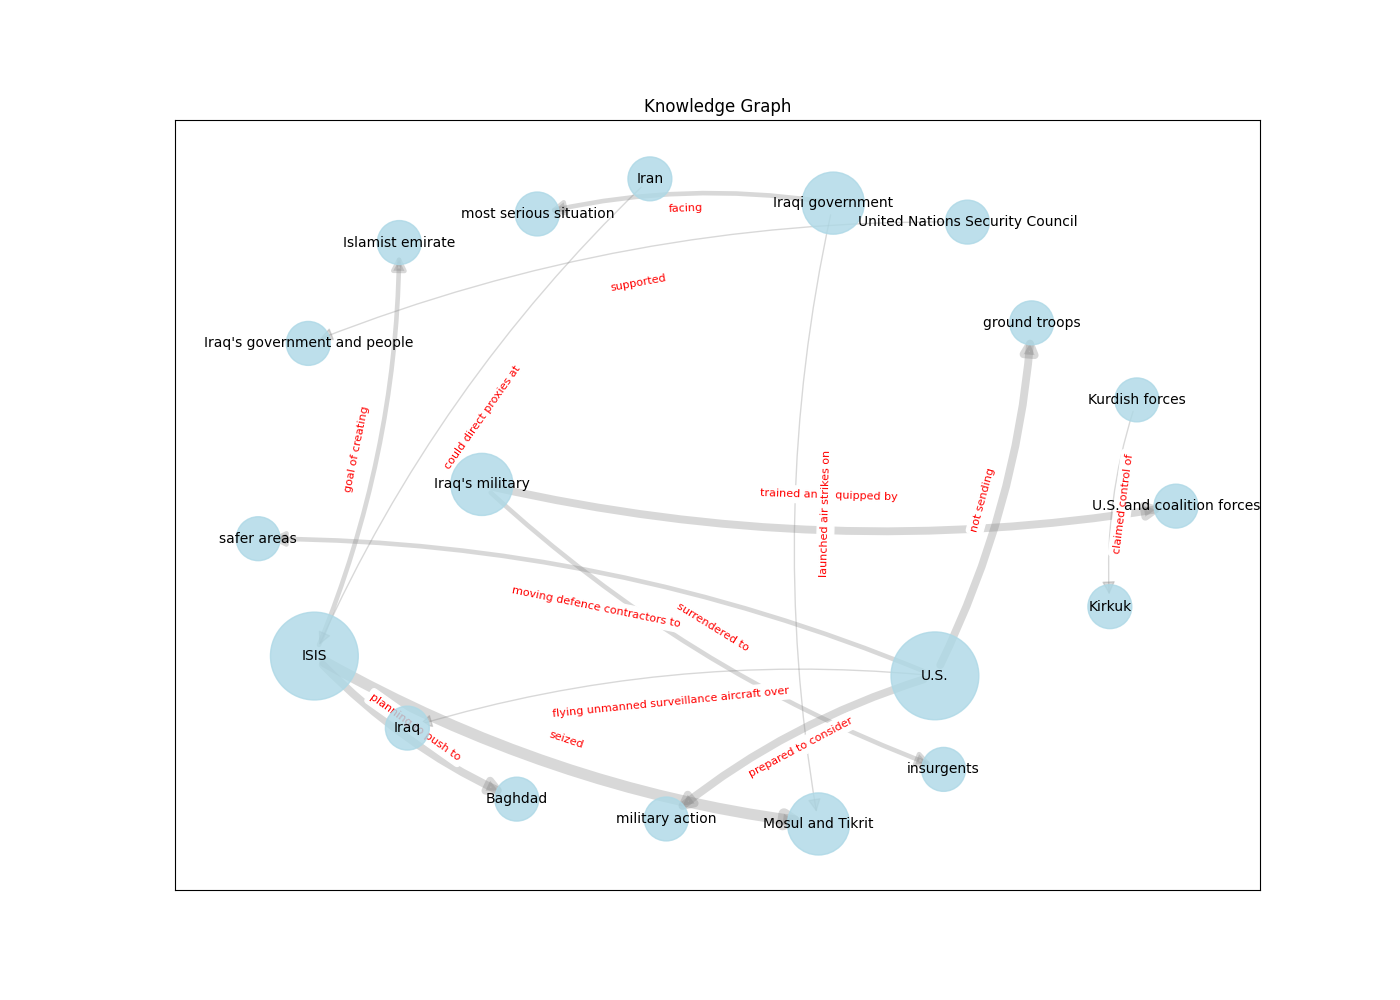 Knowledge Graph
Iran
most serious situation
Iraqi government
facing
United Nations Security Council
Islamist emirate
supported
ground troops
Iraq's government and people
could direct proxies at
Kurdish forces
goal of creating
Iraq's military
launched air strikes on
trained an quipped by
not sending
claimed control of
U.S. and coalition forces
safer areas
moving defence contractors to
surrendered to
Kirkuk
ISIS
U.S.
flying unmanned surveillance aircraft over
planning push to
Iraq
seized
prepared to consider
insurgents
Baghdad
military action
Mosul and Tikrit